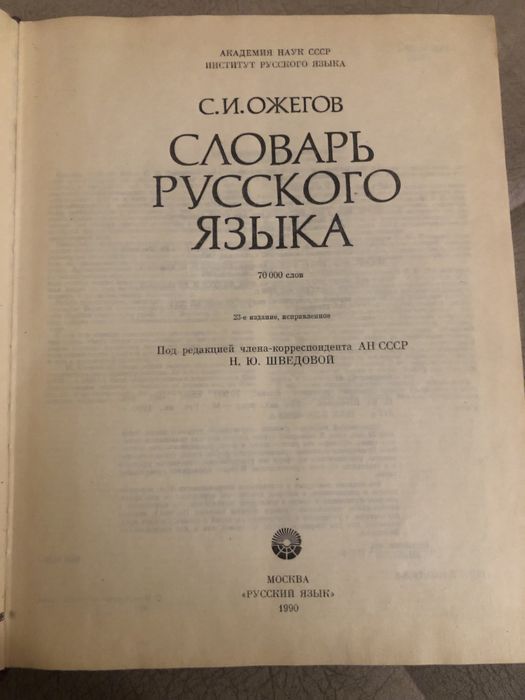 АКАДЕМИЯ НАУК СССР
ИНСТИТУТ РУССКОГО ЯЗЫКА
С. И. ОЖЕГОВ
СЛОВАРЬ
РУССКОГО
ЯЗЫКА
70 000 слов
23-е издание, исправленное
Под редакцией члена-корреспондента АН СССР
Н. Ю. ШВЕДОВОЙ
МОСКВА
«РУССКИЙ ЯЗЫК»
1990